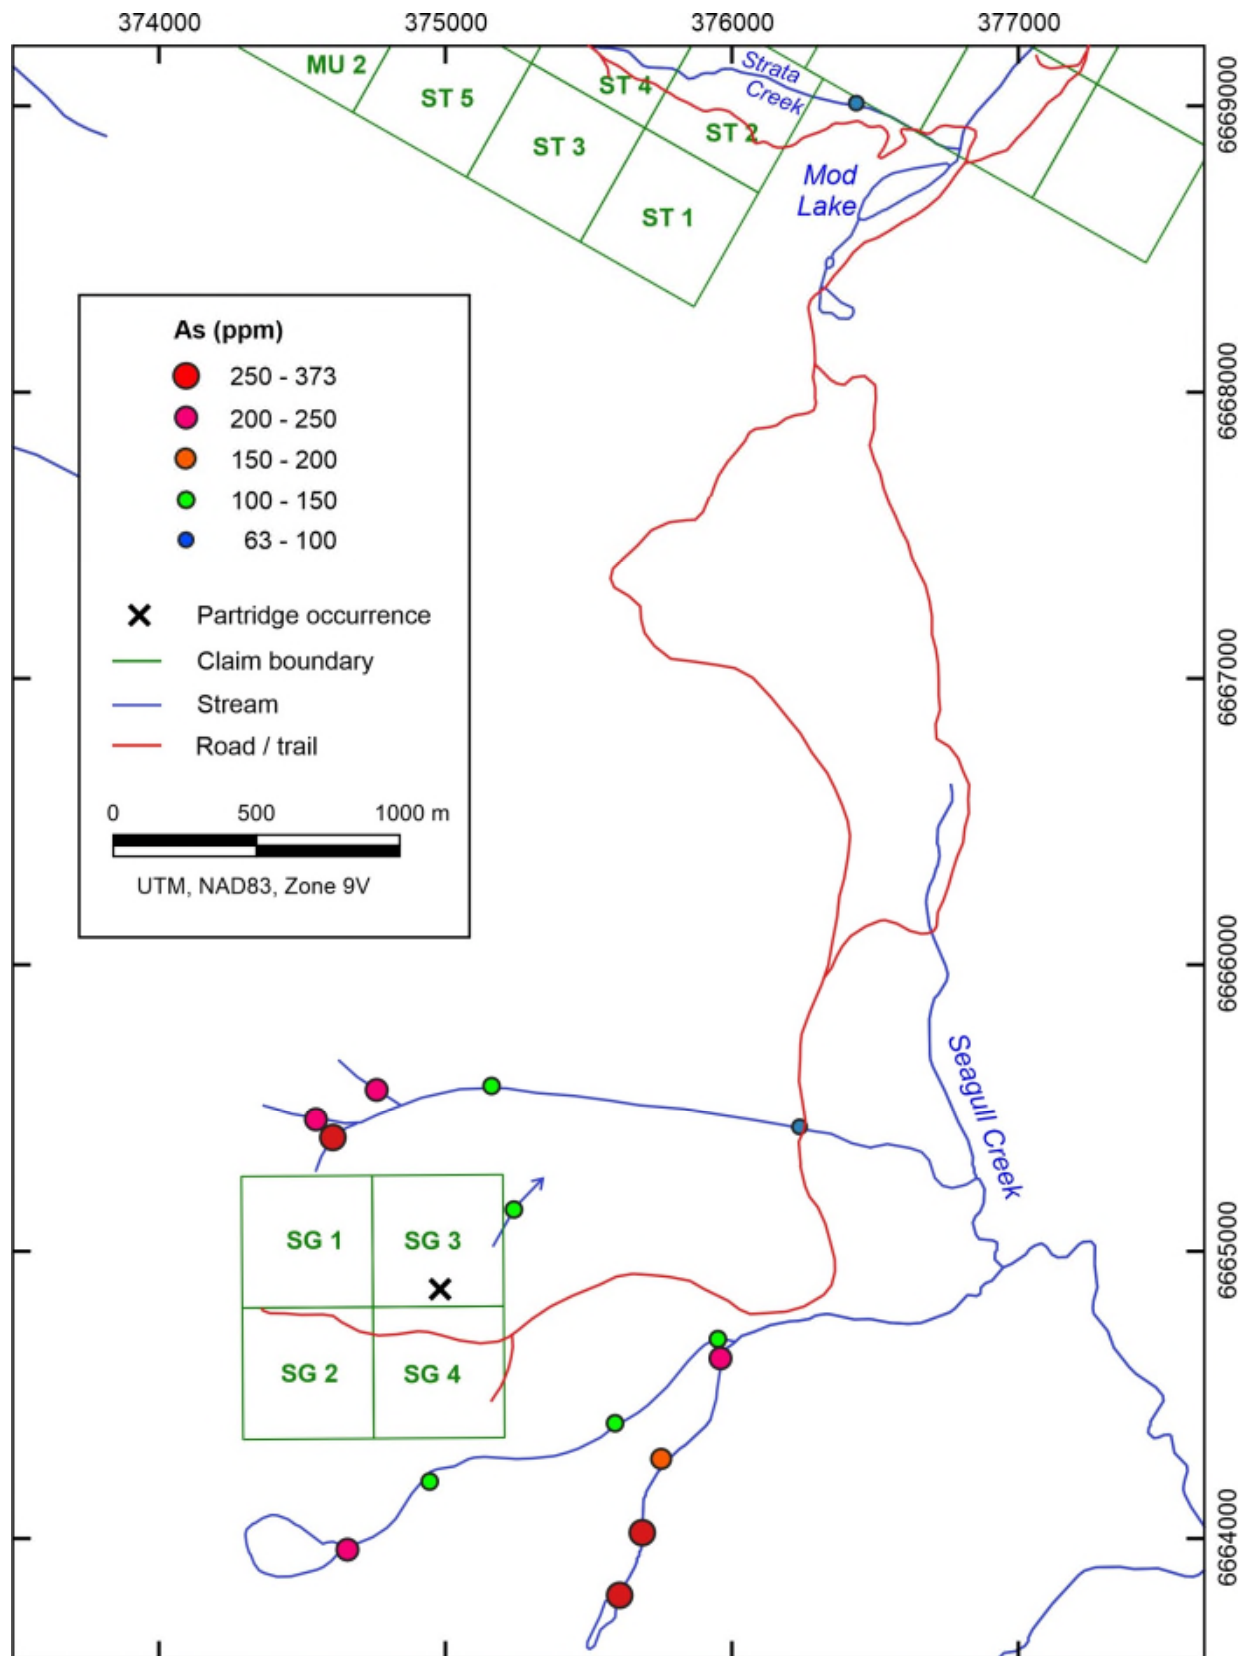 374000
375000
376000
377000
MU 2
ST 5
ST 4
Strata
Creek
ST 3
ST 2
ST 1
Mod
Lake
6669000
6668000
6667000
6666000
6665000
6664000
As (ppm)
250 - 373
200 - 250
150 - 200
100 - 150
63 - 100
Partridge occurrence
Claim boundary
Stream
Road / trail
0 500 1000 m
UTM, NAD83, Zone 9V
Seagull Creek
SG 1
SG 3
SG 2
SG 4